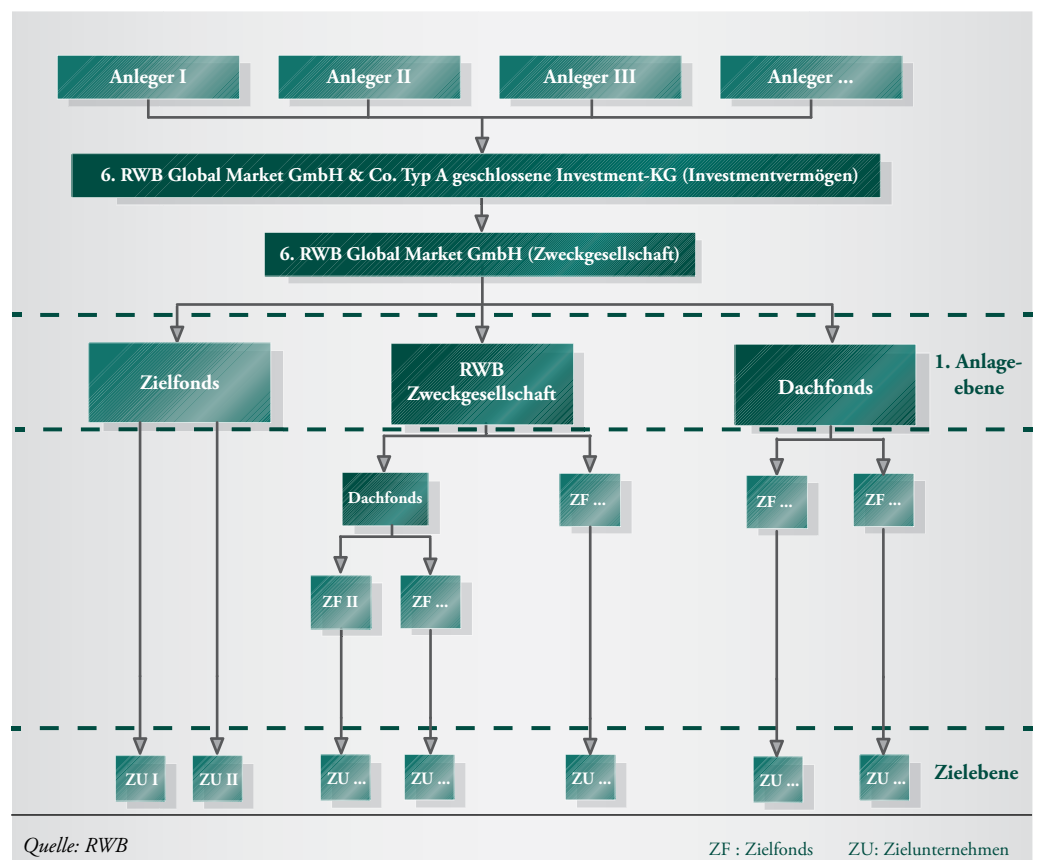 Anleger I
Anleger II
Anleger III
Anleger ...
6. RWB Global Market GmbH & Co. Typ A geschlossene Investment-KG (Investmentvermögen)
6. RWB Global Market GmbH (Zweckgesellschaft)
Zielfonds
RWB
Zweckgesellschaft
Dachfonds
1. Anlage-
ebene
Dachfonds
ZF ...
ZF ...
ZF ...
ZF II
ZF ...
ZU I
ZU II
ZU ...
ZU ...
ZU ...
ZU ...
ZU ...
Zielebene
Quelle: RWB
ZF : Zielfonds
ZU: Zielunternehmen